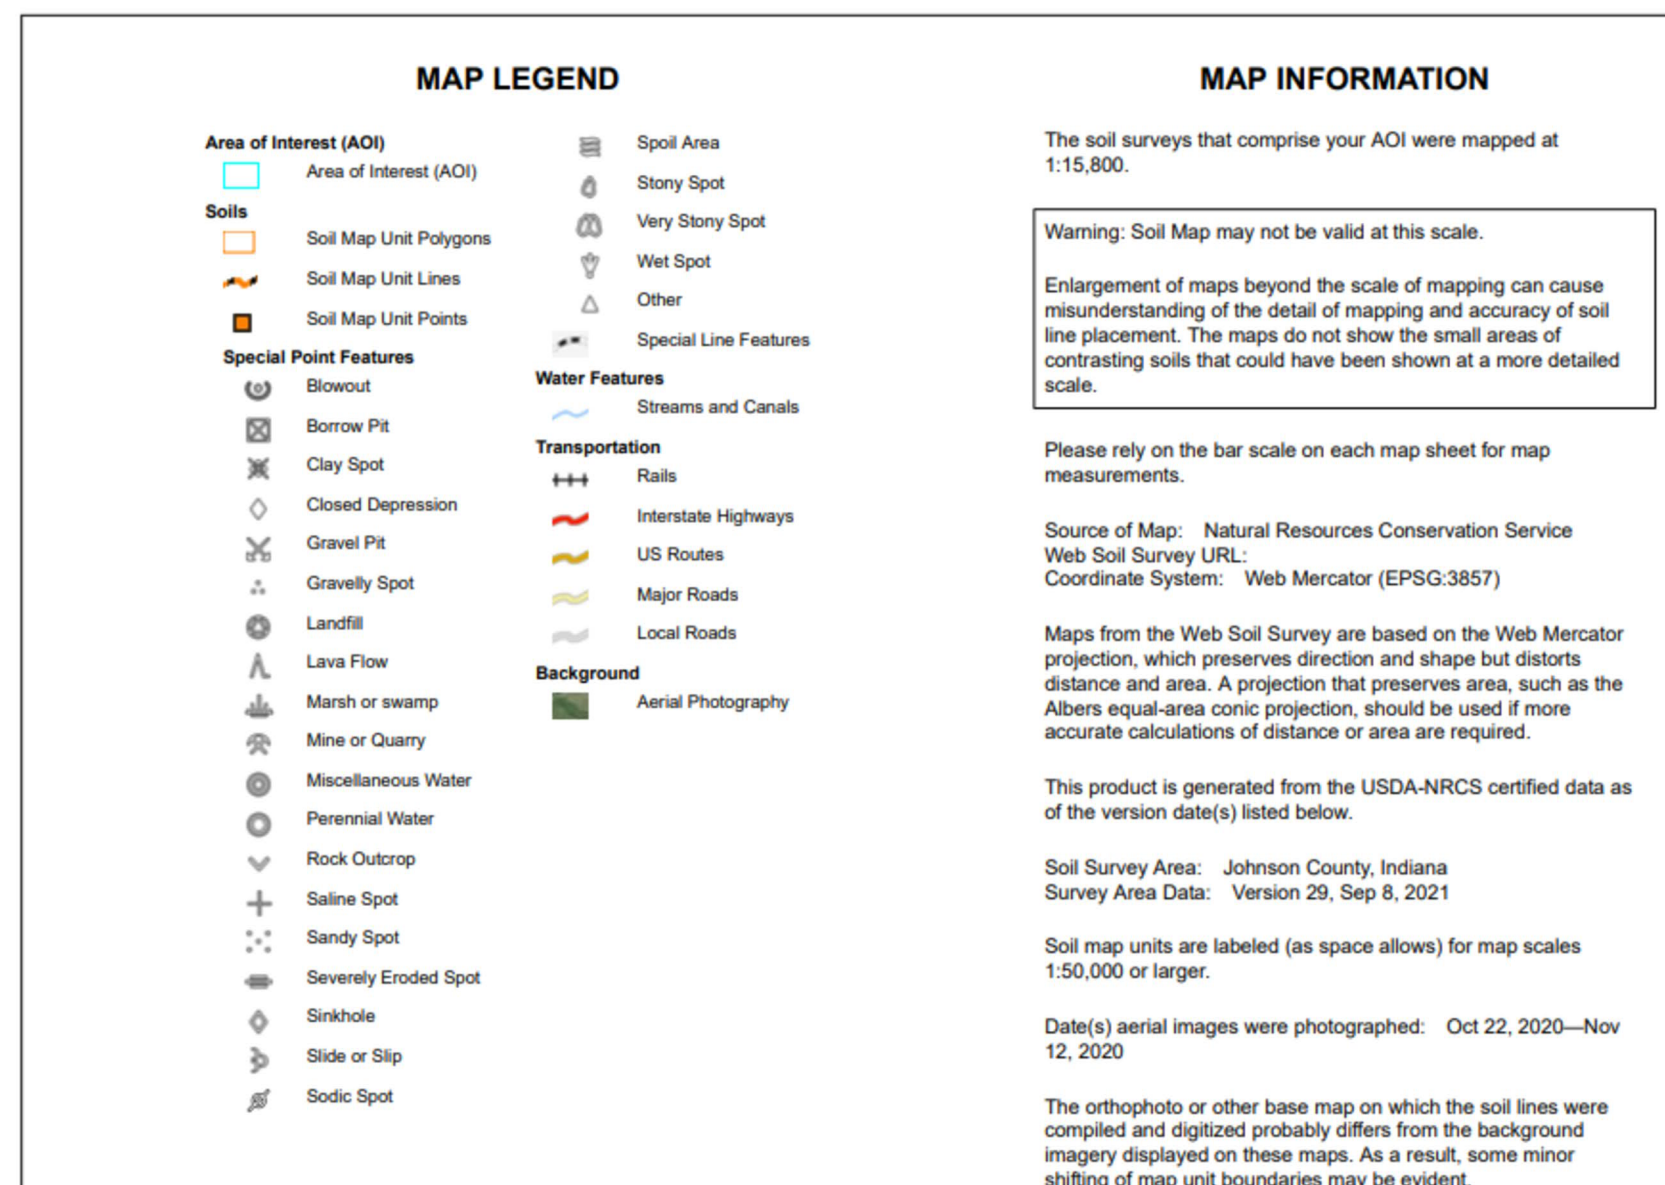 MAP LEGEND
Area of Interest (AOI)
Area of Interest (AOI)
Soils
Soil Map Unit Polygons
Soil Map Unit Lines
Soil Map Unit Points
Special Point Features
Blowout
Borrow Pit
Clay Spot
Closed Depression
Gravel Pit
Gravelly Spot
Landfill
Lava Flow
Marsh or swamp
Mine or Quarry
Miscellaneous Water
Perennial Water
Rock Outcrop
Saline Spot
Sandy Spot
Severely Eroded Spot
Sinkhole
Slide or Slip
Sodic Spot
Spoil Area
Stony Spot
Very Stony Spot
Wet Spot
Other
Special Line Features
Water Features
Streams and Canals
Transportation
Rails
Interstate Highways
US Routes
Major Roads
Local Roads
Background
Aerial Photography
MAP INFORMATION
The soil surveys that comprise your AOI were mapped at
1:15,800.
Warning: Soil Map may not be valid at this scale.
Enlargement of maps beyond the scale of mapping can cause
misunderstanding of the detail of mapping and accuracy of soil
line placement. The maps do not show the small areas of
contrasting soils that could have been shown at a more detailed
scale.
Please rely on the bar scale on each map sheet for map
measurements.
Source of Map: Natural Resources Conservation Service
Web Soil Survey URL:
Coordinate System: Web Mercator (EPSG:3857)
Maps from the Web Soil Survey are based on the Web Mercator
projection, which preserves direction and shape but distorts
distance and area. A projection that preserves area, such as the
Albers equal-area conic projection, should be used if more
accurate calculations of distance or area are required.
This product is generated from the USDA-NRCS certified data as
of the version date(s) listed below.
Soil Survey Area: Johnson County, Indiana
Survey Area Data: Version 29, Sep 8, 2021
Soil map units are labeled (as space allows) for map scales
1:50,000 or larger.
Date(s) aerial images were photographed: Oct 22, 2020—Nov
12, 2020
The orthophoto or other base map on which the soil lines were
compiled and digitized probably differs from the background
imagery displayed on these maps. As a result, some minor
shifting of map unit boundaries may be evident.